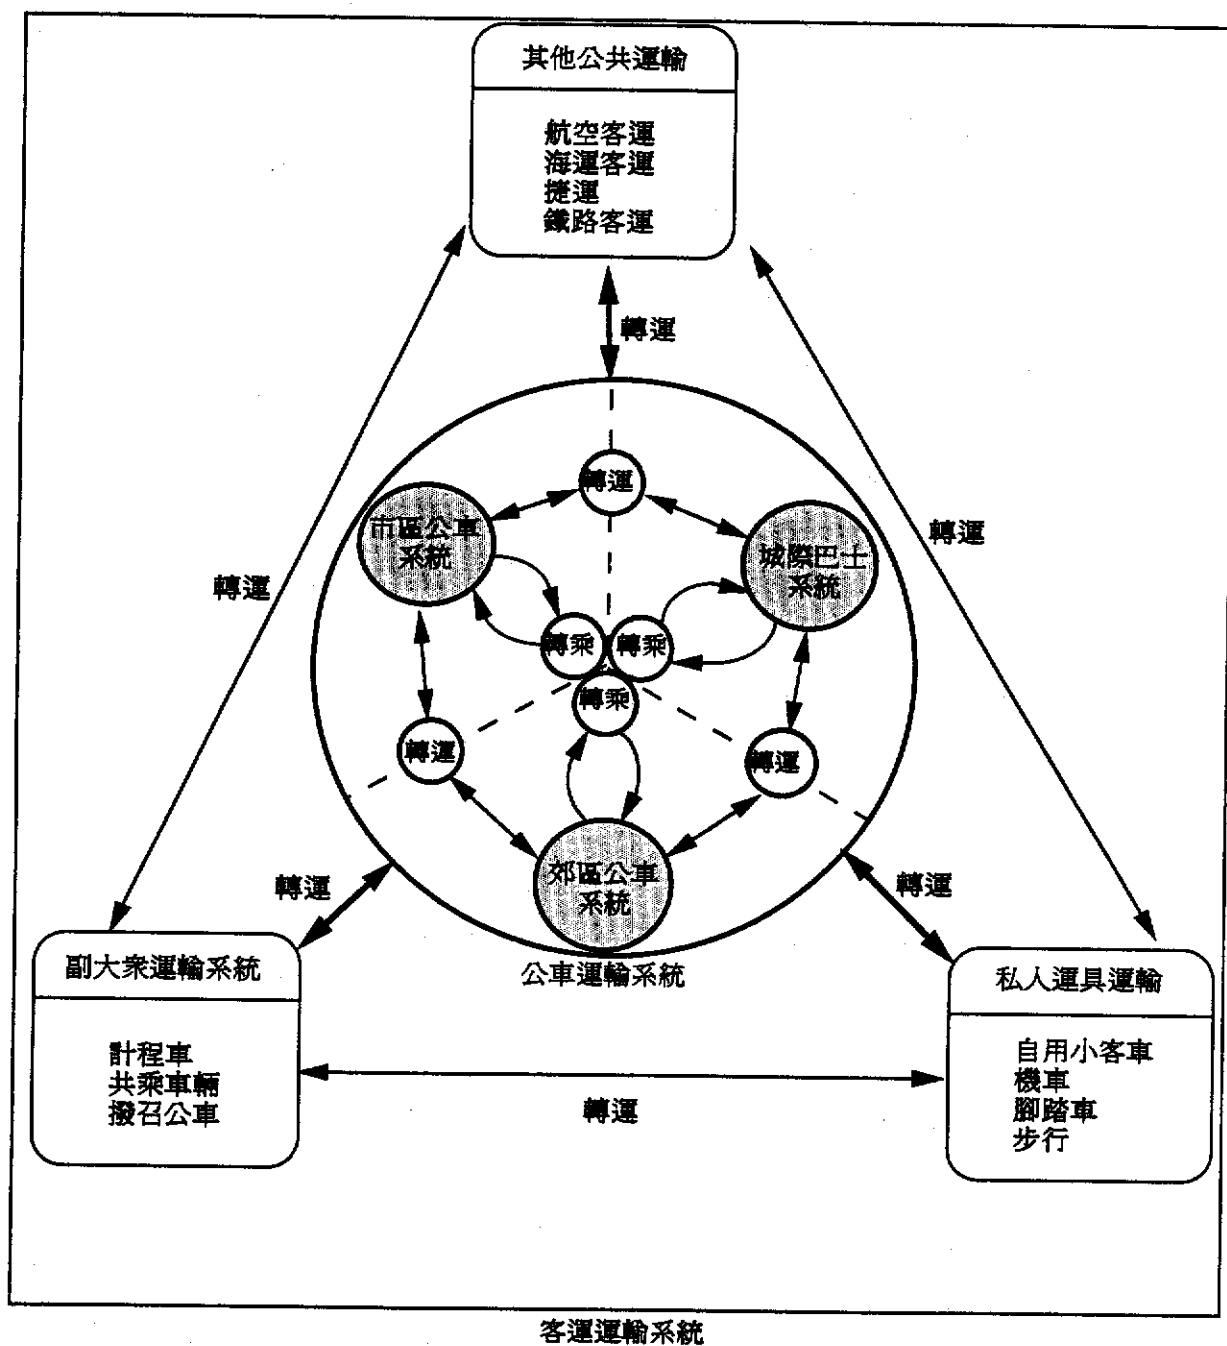 其他公共運輸
航空客運
海運客運
捷運
鐵路客運
轉運
轉運
市區公車
系統
城際巴士
系統
轉運
轉運
轉乘
轉乘
轉乘
轉運
轉運
郊區公車
系統
轉運
轉運
公車運輸系統
副大衆運輸系統
計程車
共乘車輛
撥召公車
私人運具運輸
自用小客車
機車
腳踏車
步行
轉運
客運運輸系統